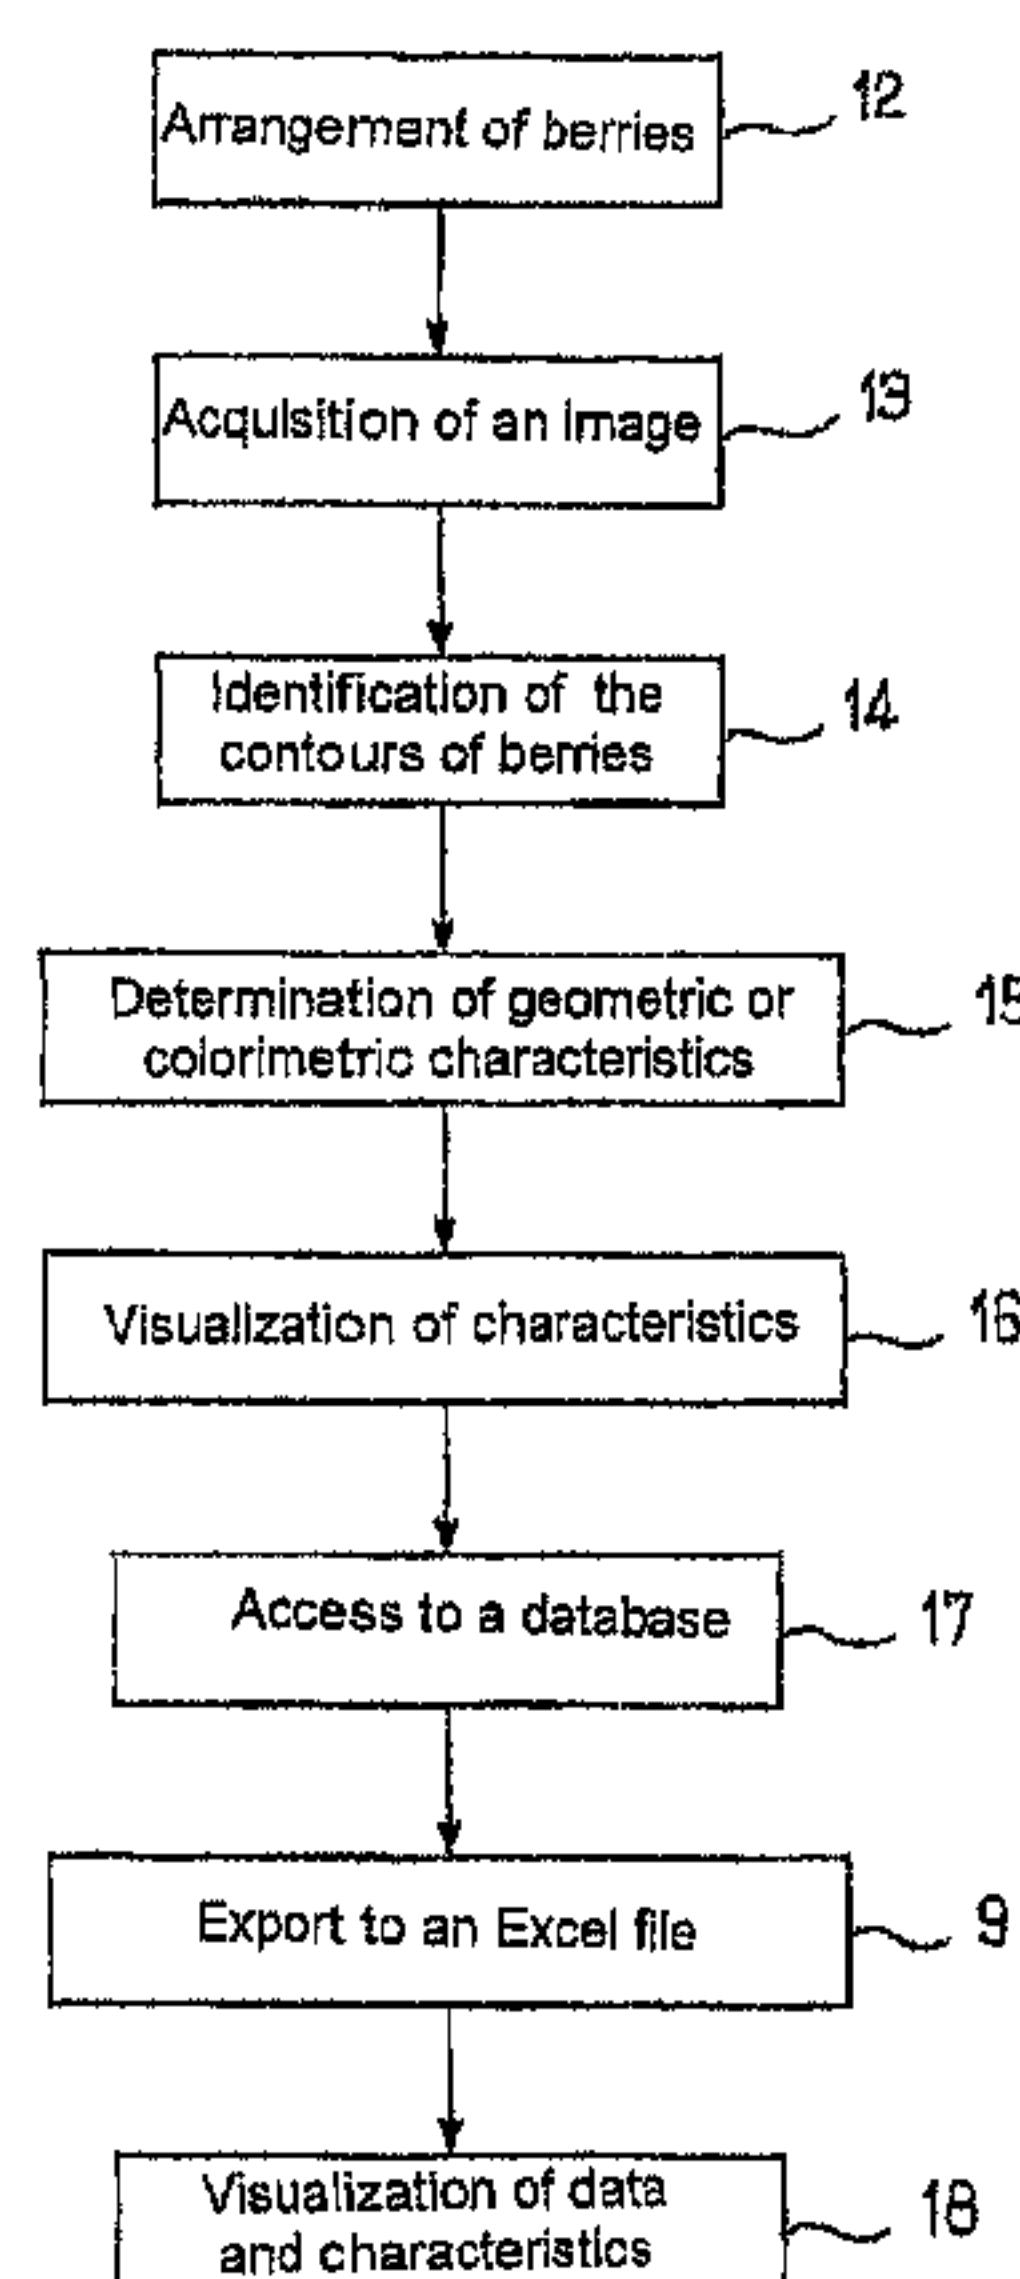 Arrangement of berries
12
Acquisition of an image
13
Identification of the
contours of berries
14
Determination of geometric or
colorimetric characteristics
15
Visualization of characteristics
16
Access to a database
17
Export to an Excel file
9
Visualization of data
and characteristics
18